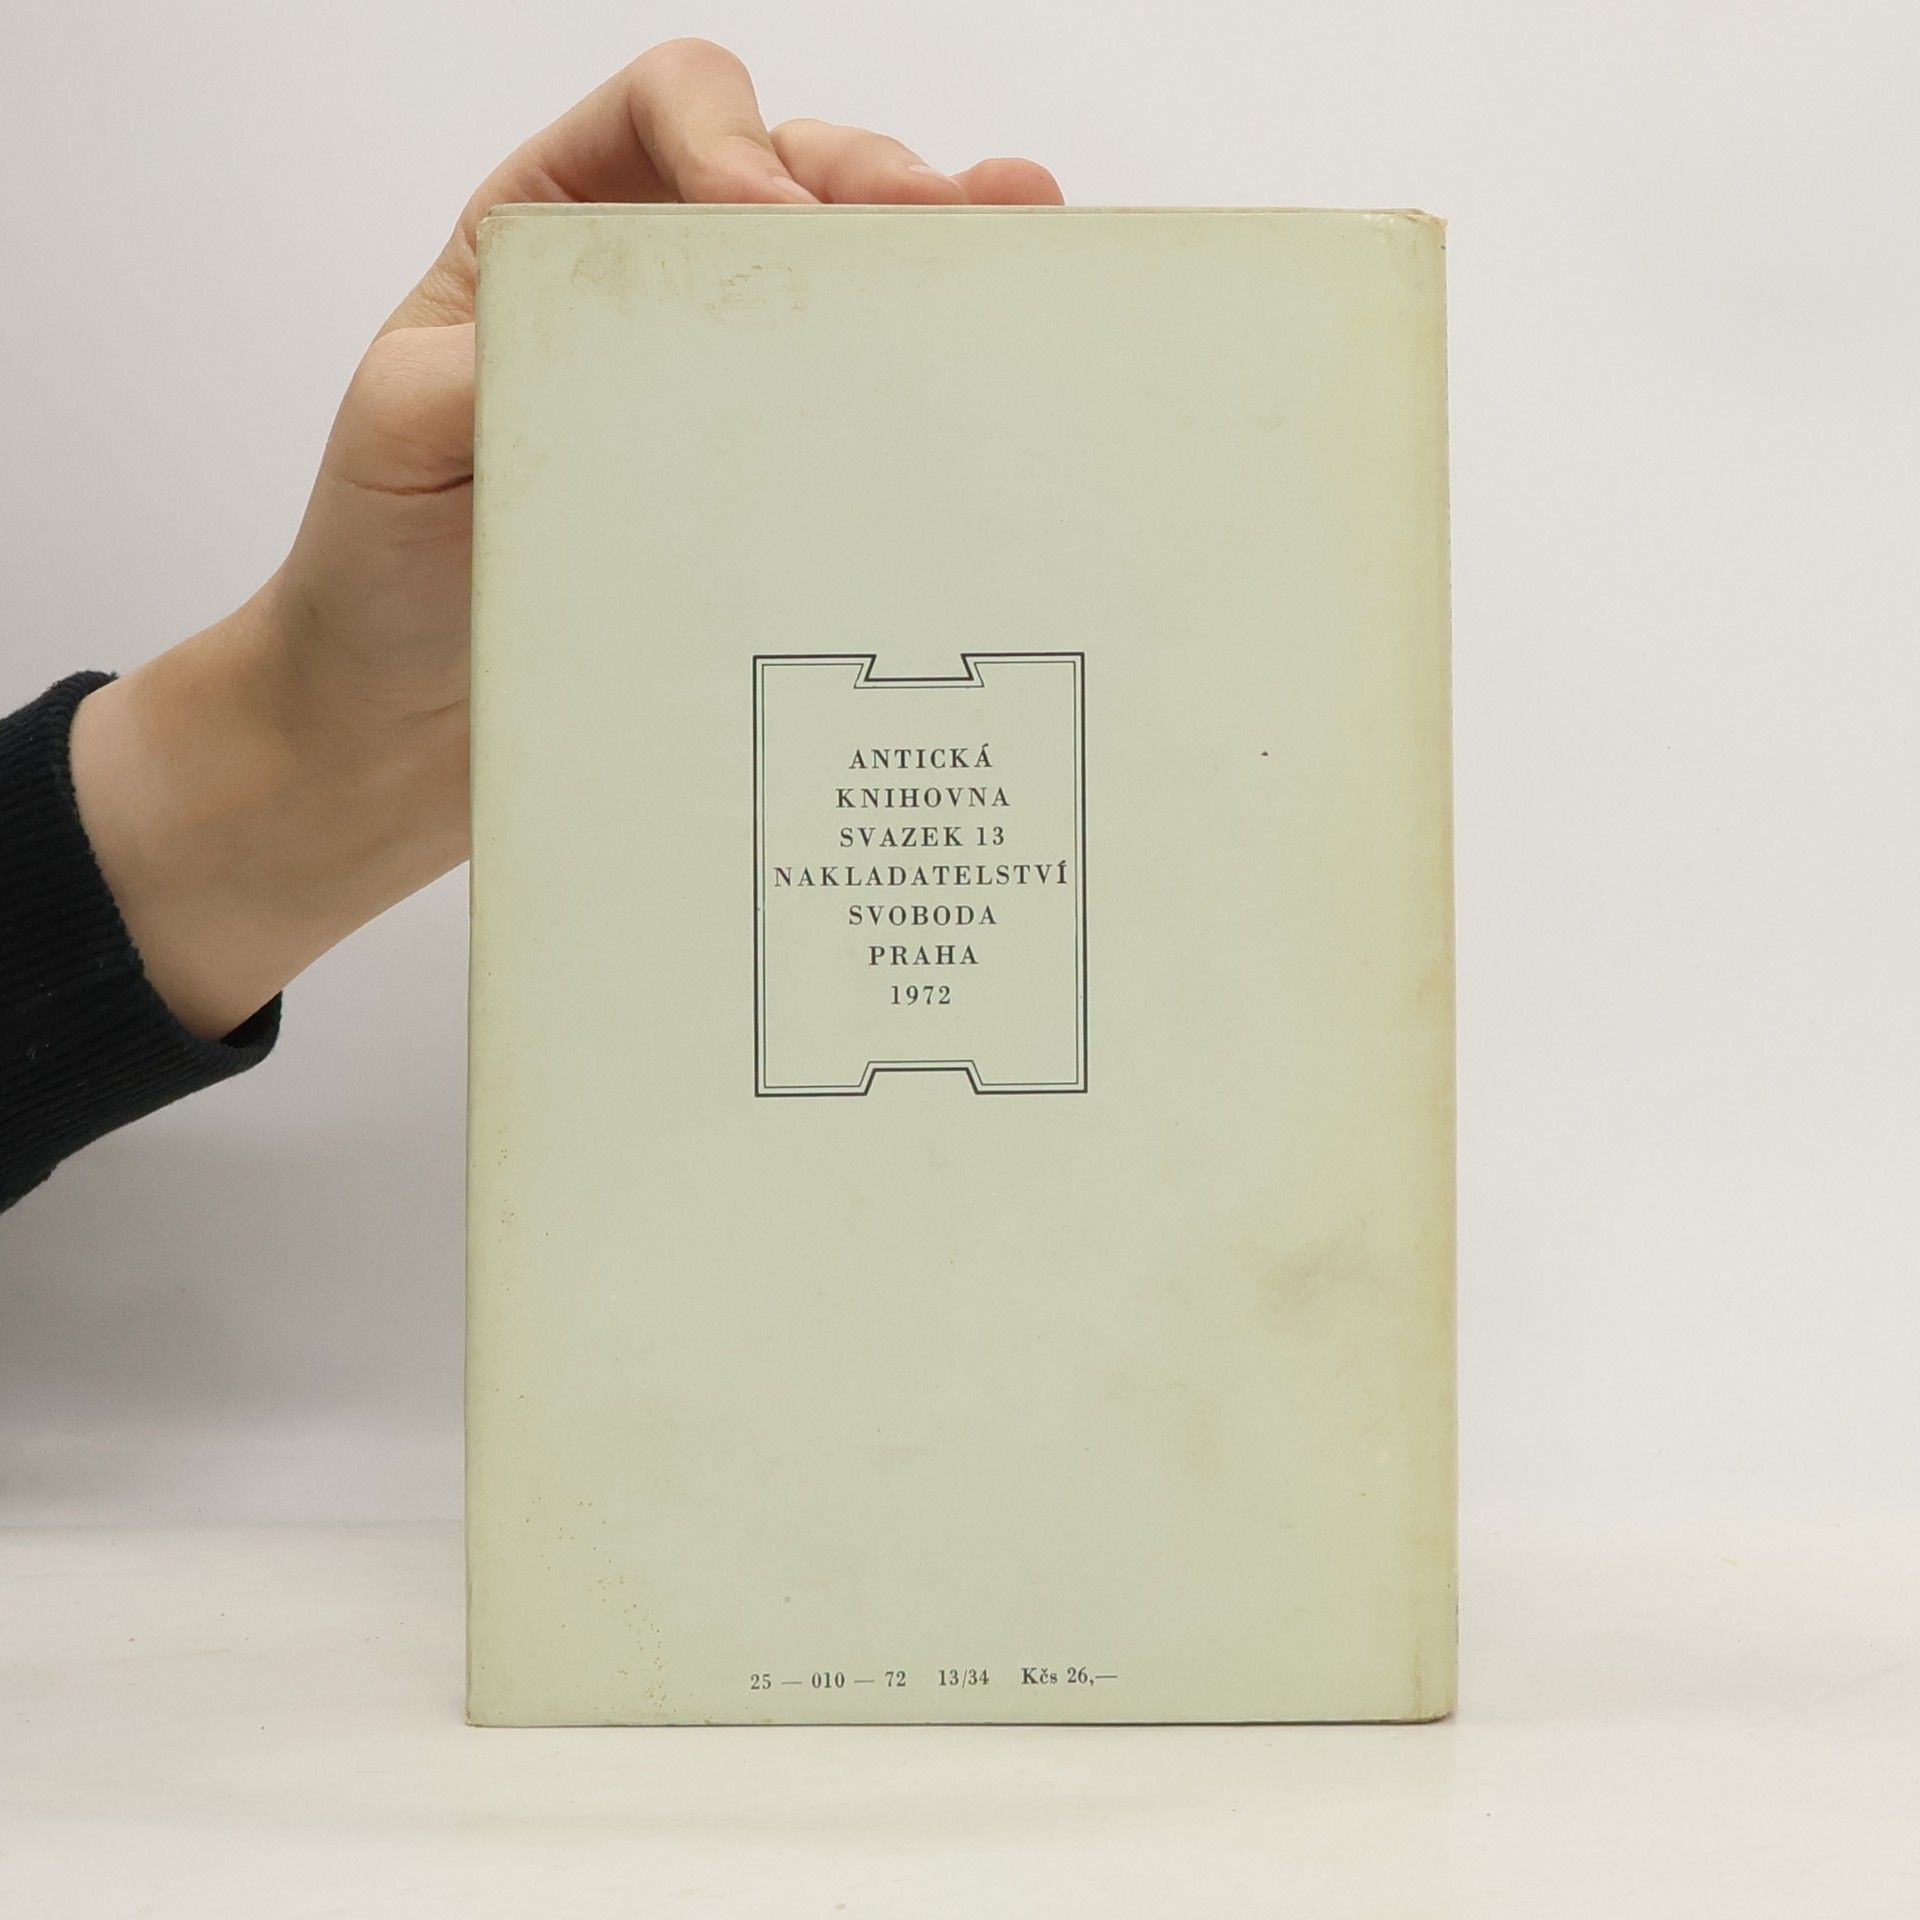 ANTICKÁ
KNIHOVNA
SVAZEK 13
NAKLADATELSTVÍ
SVOBODA
PRAHA
1972
25 — 010 — 72 13/34 Kčs 26,—